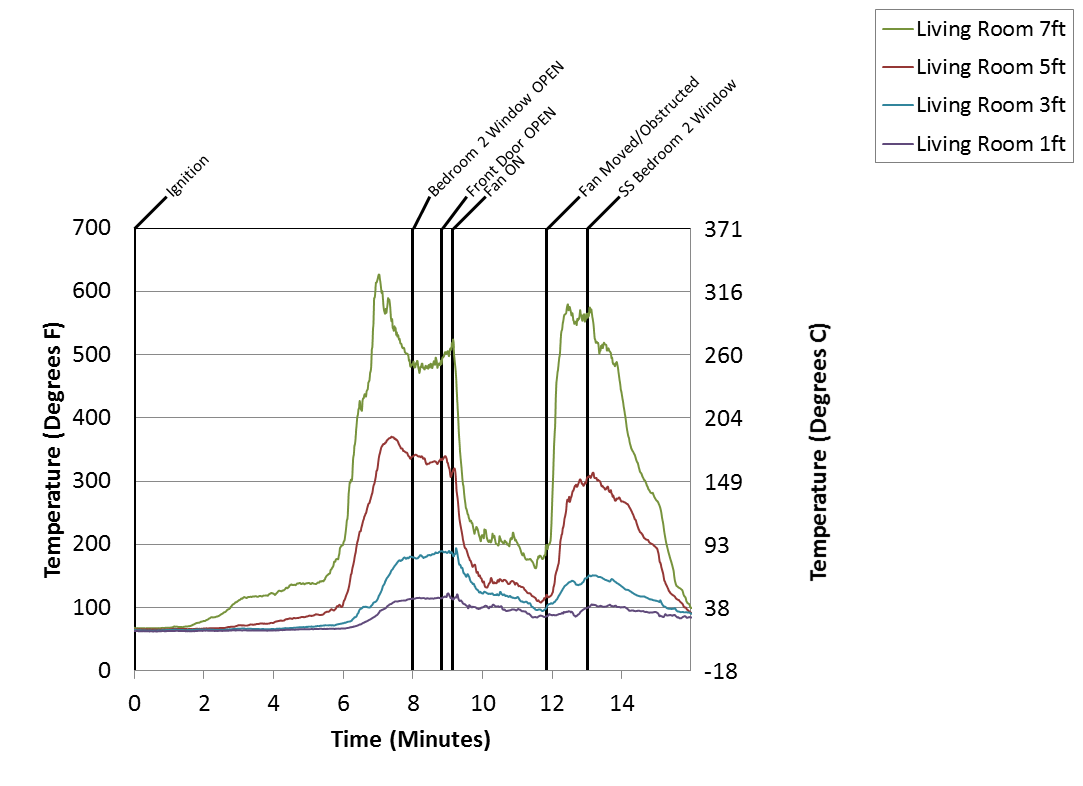 Living Room 7ft
Living Room 5ft
Living Room 3ft
Living Room 1ft
Ignition
Bedroom 2 Window OPEN
Front Door OPEN
Fan ON
Fan Moved/Obstructed
SS Bedroom 2 Window
700
600
500
400
300
200
100
0
Temperature (Degrees F)
371
316
260
204
149
93
38
-18
Temperature (Degrees C)
0 2 4 6 8 10 12 14
Time (Minutes)